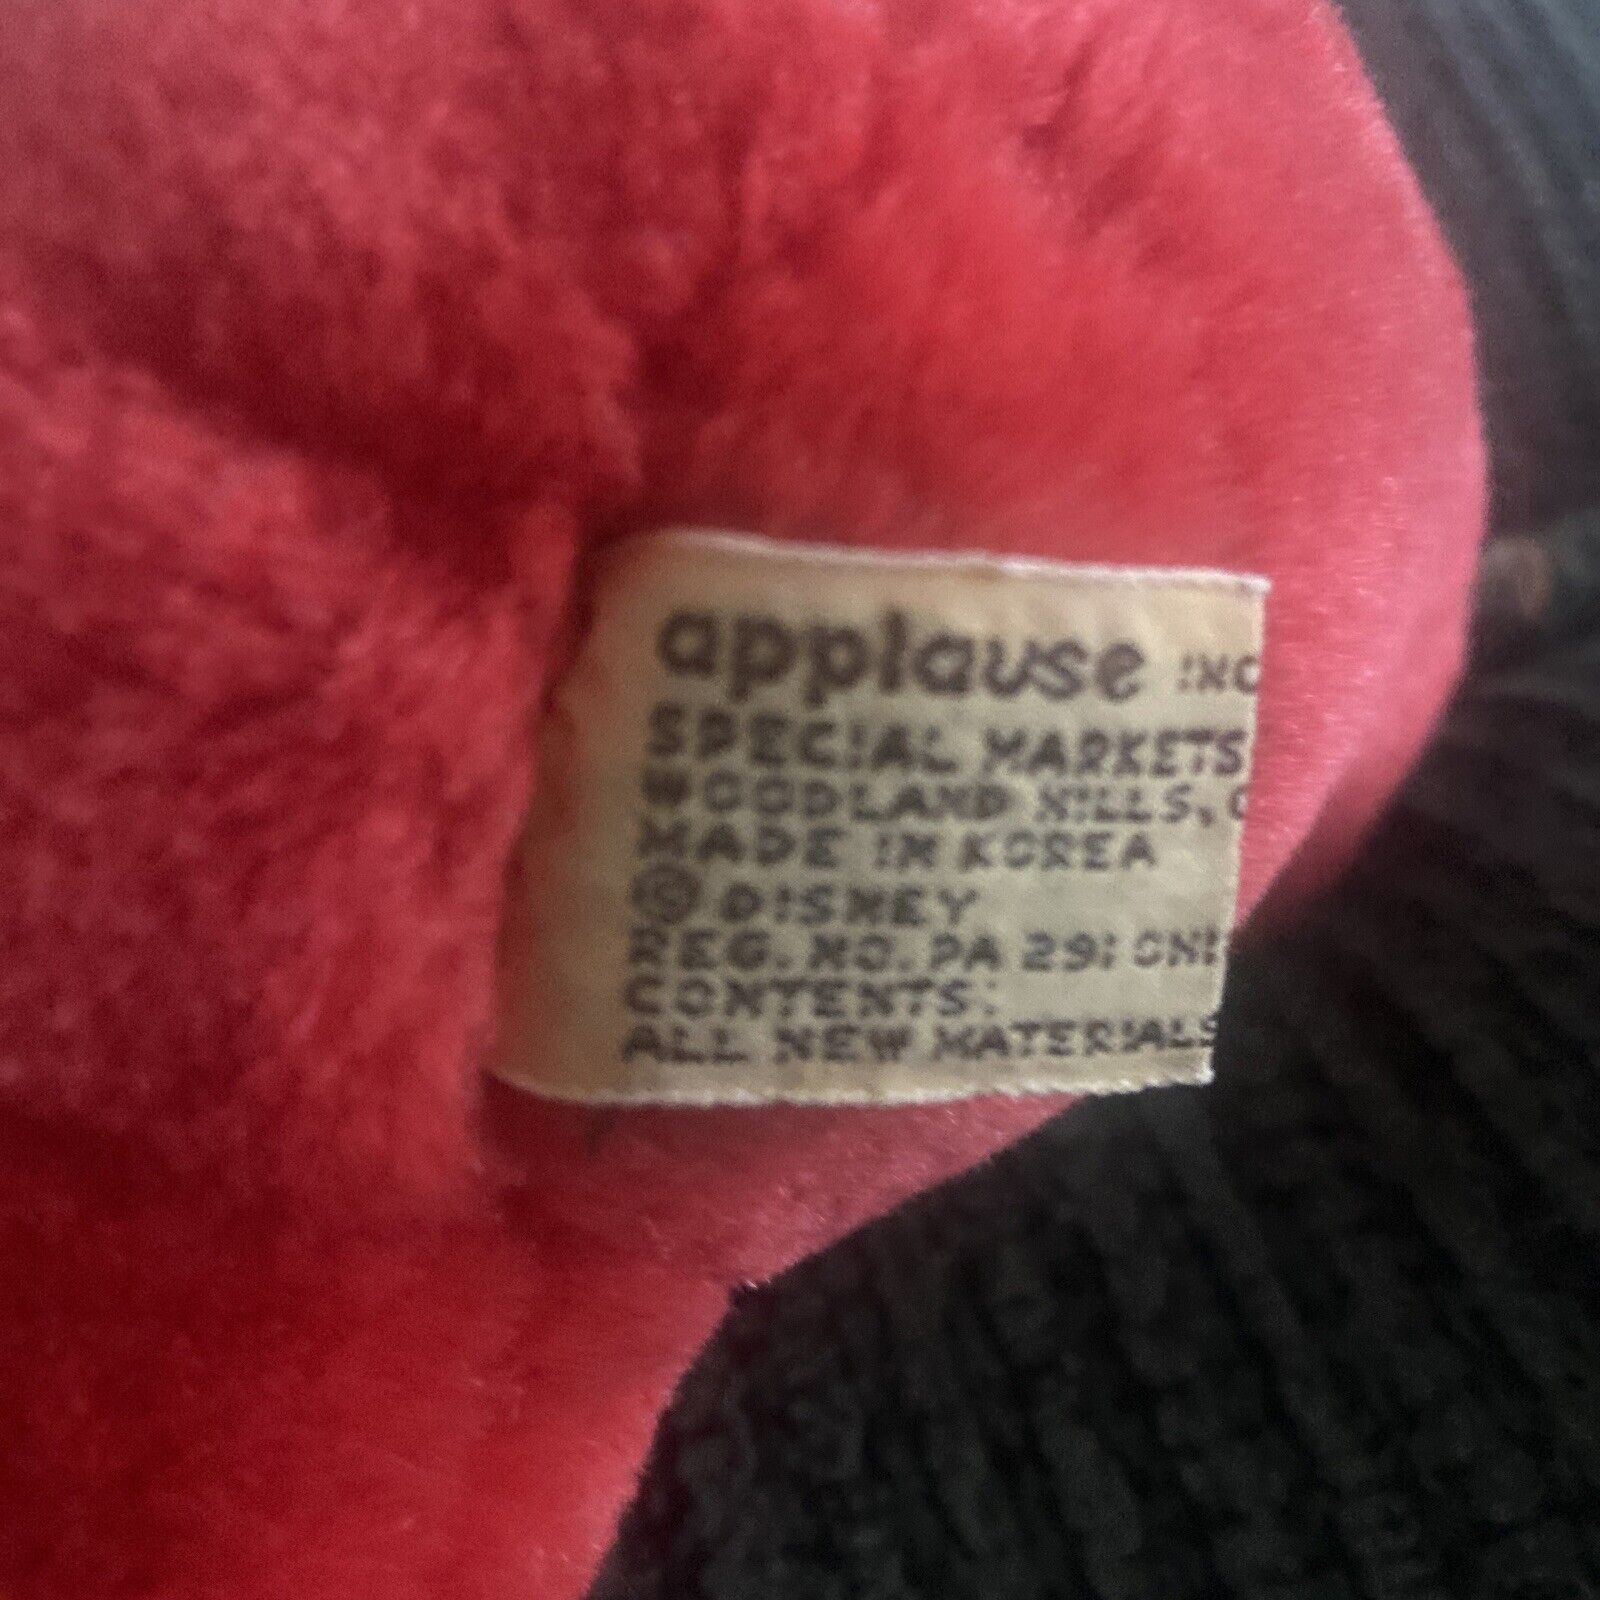 applause INC
SPECIAL MARKETS
WOODLAND HILLS, C
MADE IN KOREA
© DISNEY
REG. NO. PA 291
CONTENTS:
ALL NEW MATERIALS